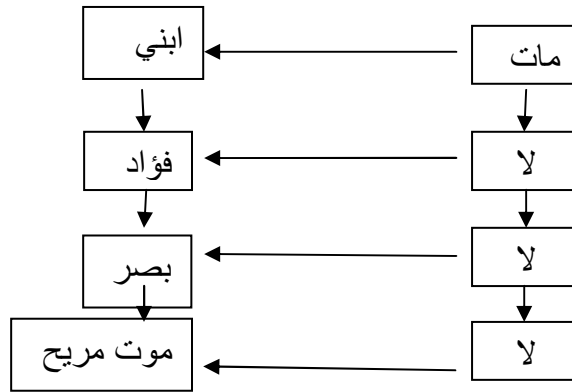 مات ابني
لا فؤاد
لا بصر
لا موت مريح